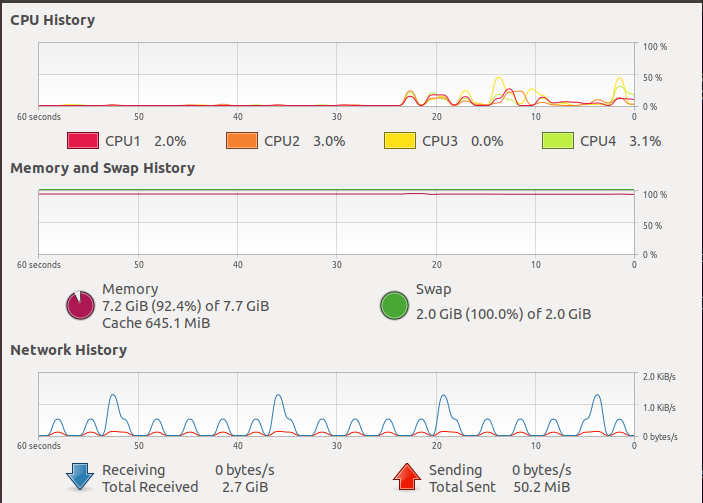 CPU History
100 %
50 %
0 %
60 seconds 50 40 30 20 10 0
CPU1 2.0% CPU2 3.0% CPU3 0.0% CPU4 3.1%
Memory and Swap History
100 %
50 %
0 %
60 seconds 50 40 30 20 10 0
Memory
7.2 GiB (92.4%) of 7.7 GiB
Cache 645.1 MiB
Swap
2.0 GiB (100.0%) of 2.0 GiB
Network History
2.0 KiB/s
1.0 KiB/s
0 bytes/s
60 seconds 50 40 30 20 10 0
Receiving 0 bytes/s
Total Received 2.7 GiB
Sending 0 bytes/s
Total Sent 50.2 MiB